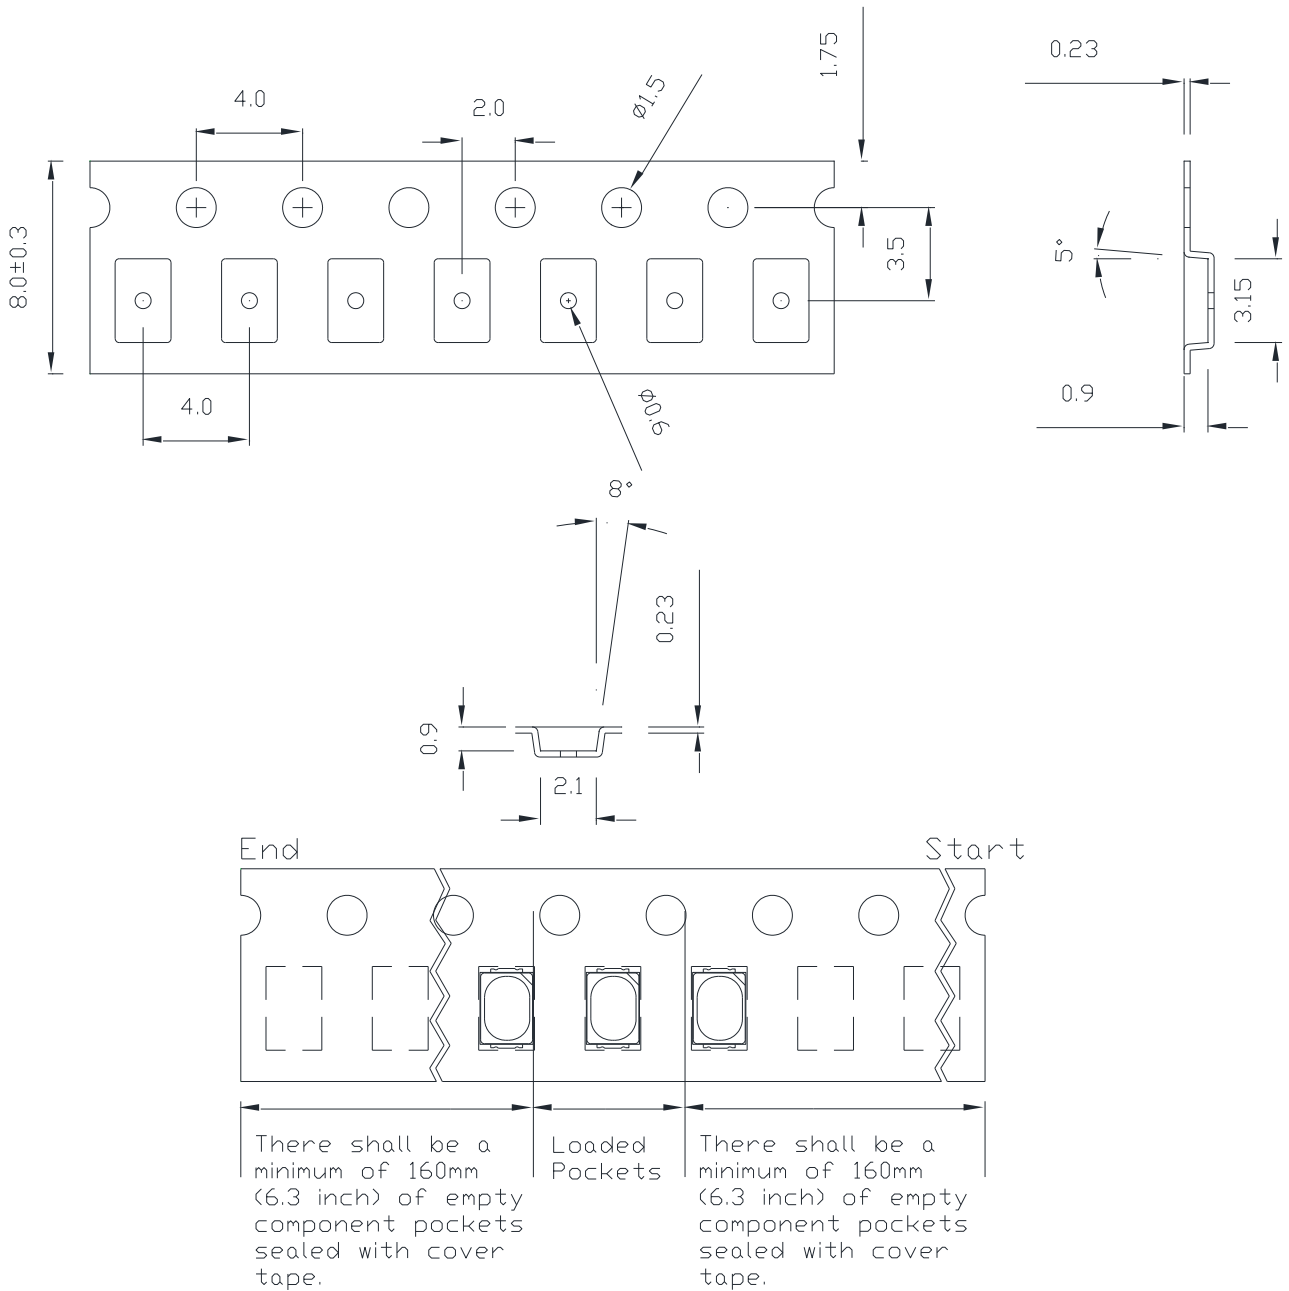 0.23
1.75
4.0
2.0
ø1.5
8.0±0.3
3.5
5°
3.15
4.0
ø0.6
0.9
8°
0.23
0.9
2.1
End
Start
There shall be a
minimum of 160mm
(6.3 inch) of empty
component pockets
sealed with cover
tape.
Loaded
Pockets
There shall be a
minimum of 160mm
(6.3 inch) of empty
component pockets
sealed with cover
tape.